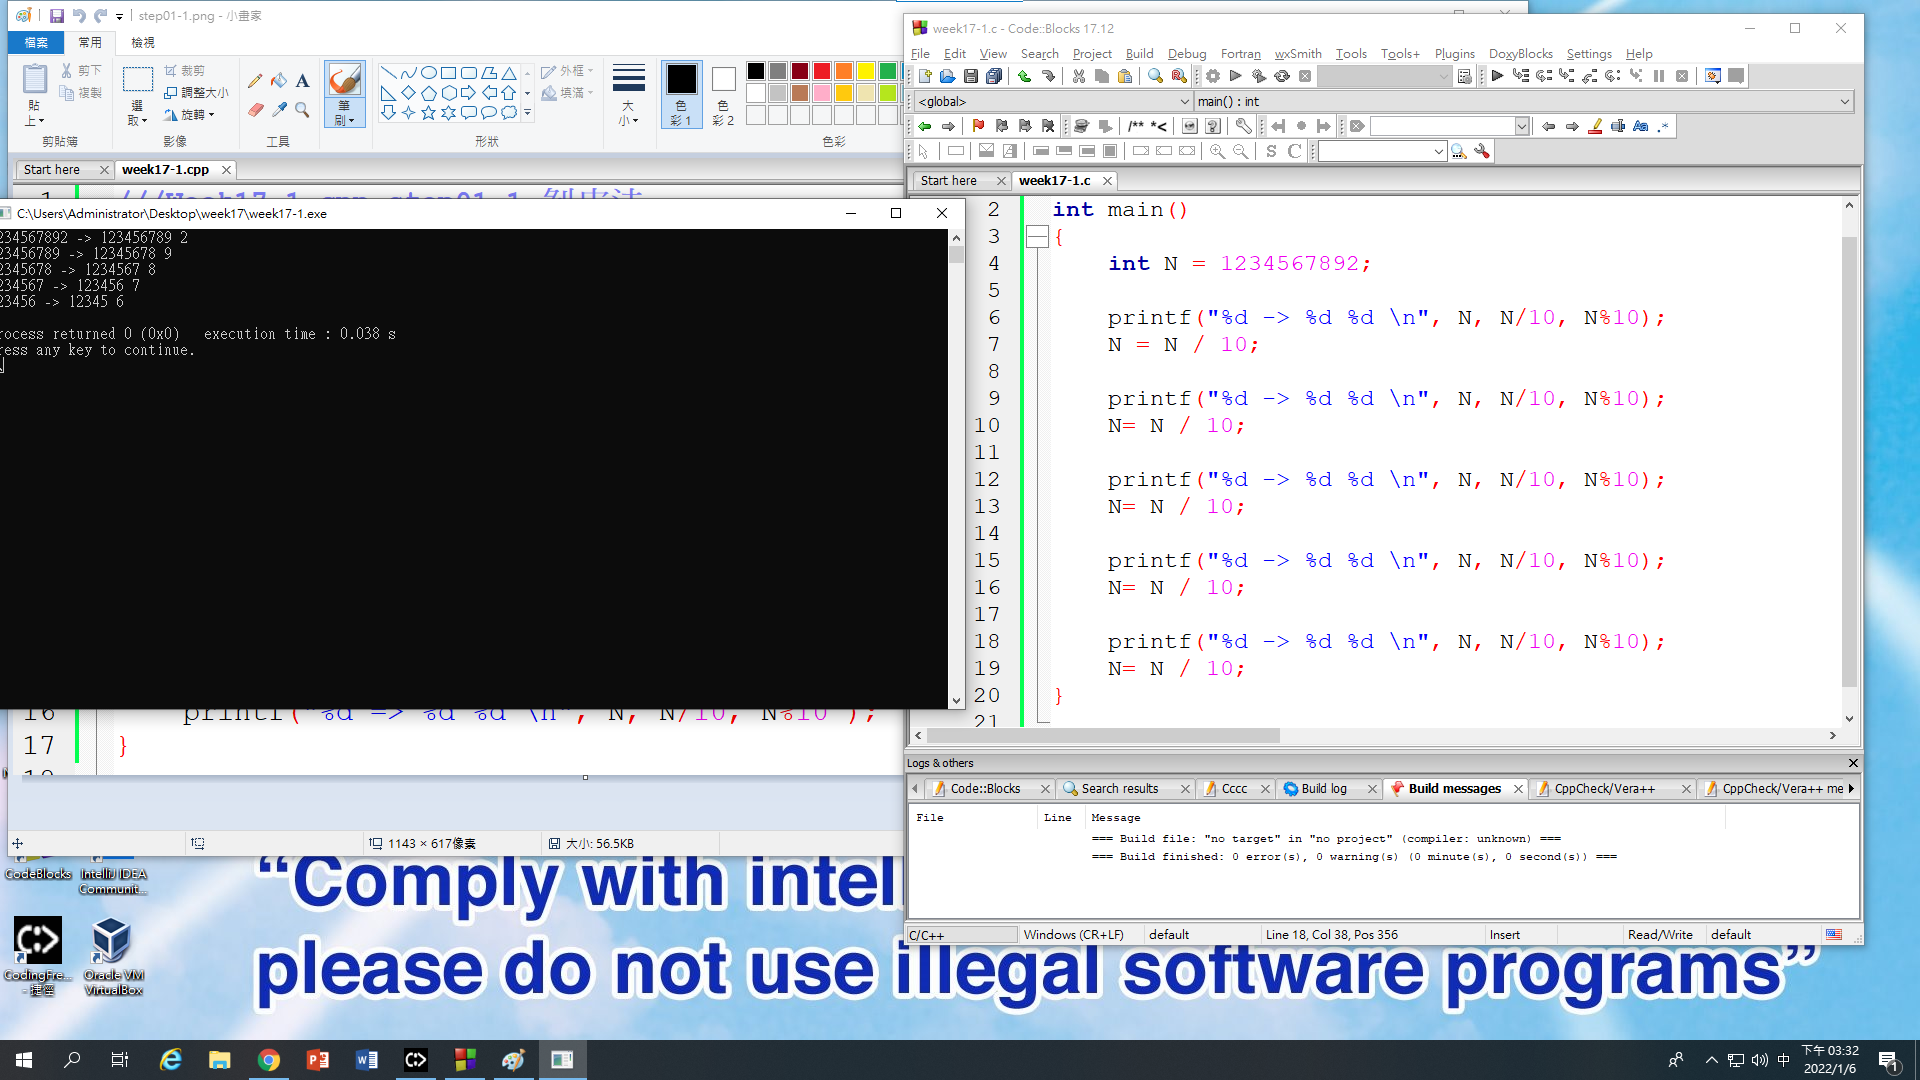 step01-1.png - 小畫家
檔案 常用 檢視
貼上 剪下 複製 剪貼簿
選取 裁剪 調整大小 旋轉 影像
工具
筆刷
外框 填滿 形狀
大小
色彩 1 色彩 2 色彩
Start here week17-1.cpp
C:\Users\Administrator\Desktop\week17\week17-1.exe
234567892 -> 123456789 2
23456789 -> 12345678 9
2345678 -> 1234567 8
234567 -> 123456 7
23456 -> 12345 6
rocess returned 0 (0x0)   execution time : 0.038 s
ress any key to continue.
16 printf("%d => %d %d \n", N, N/10, N%10 );
17 }
1143 × 617像素 大小: 56.5KB
week17-1.c - Code::Blocks 17.12
File Edit View Search Project Build Debug Fortran wxSmith Tools Tools+ Plugins DoxyBlocks Settings Help
<global> main() : int
/** *<
Start here week17-1.c
2 int main()
3 {
4 int N = 1234567892;
5
6 printf("%d -> %d %d \n", N, N/10, N%10);
7 N = N / 10;
8
9 printf("%d -> %d %d \n", N, N/10, N%10);
10 N= N / 10;
11
12 printf("%d -> %d %d \n", N, N/10, N%10);
13 N= N / 10;
14
15 printf("%d -> %d %d \n", N, N/10, N%10);
16 N= N / 10;
17
18 printf("%d -> %d %d \n", N, N/10, N%10);
19 N= N / 10;
20 }
21
Logs & others
Code::Blocks Search results Cccc Build log Build messages CppCheck/Vera++ CppCheck/Vera++ me
File Line Message
=== Build file: "no target" in "no project" (compiler: unknown) ===
=== Build finished: 0 error(s), 0 warning(s) (0 minute(s), 0 second(s)) ===
C/C++ Windows (CR+LF) default Line 18, Col 38, Pos 356 Insert Read/Write default
CodeBlocks
IntelliJ IDEA Communit...
CodingFre... - 捷徑
Oracle VM VirtualBox
“Comply with intel
please do not use illegal software programs”
中
下午 03:32
2022/1/6
1